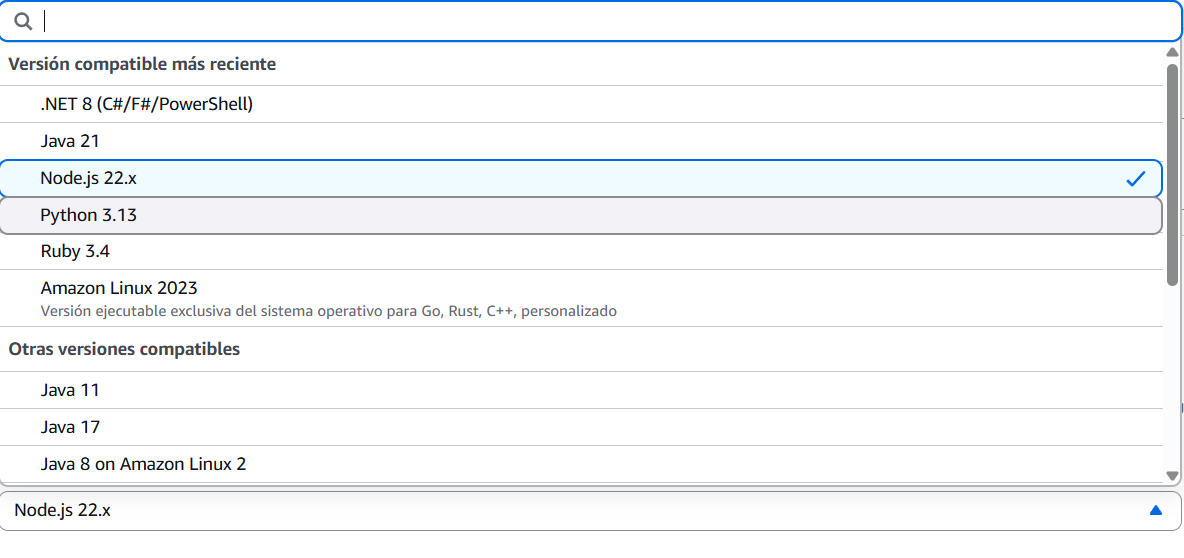 Versión compatible más reciente
.NET 8 (C#/F#/PowerShell)
Java 21
Node.js 22.x
Python 3.13
Ruby 3.4
Amazon Linux 2023
Versión ejecutable exclusiva del sistema operativo para Go, Rust, C++, personalizado
Otras versiones compatibles
Java 11
Java 17
Java 8 on Amazon Linux 2
Node.js 22.x